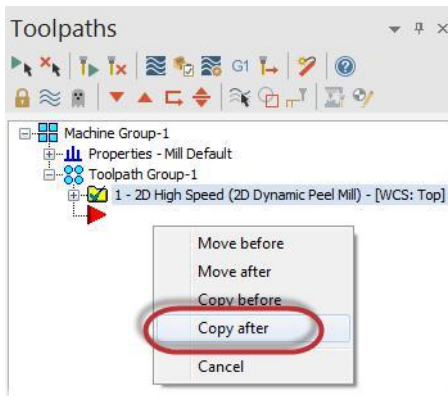 Toolpaths
G1
Machine Group-1
Properties - Mill Default
Toolpath Group-1
1 - 2D High Speed (2D Dynamic Peel Mill) - [WCS: Top]
Move before
Move after
Copy before
Copy after
Cancel